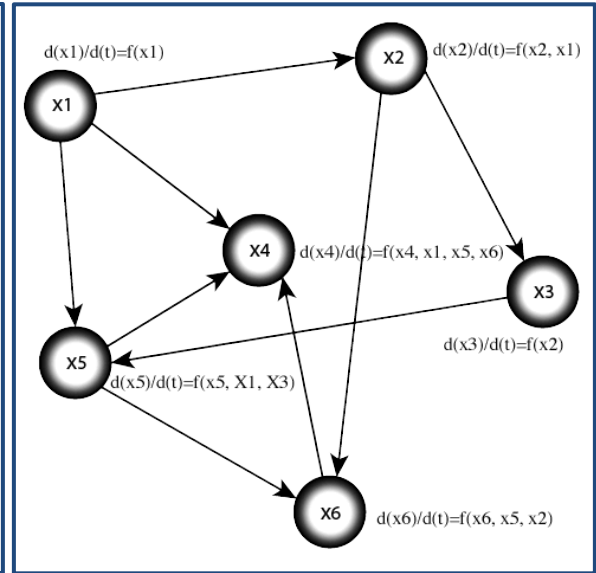 d(x1)/d(t)=f(x1)
x2
d(x2)/d(t)=f(x2, x1)
x1
x4
d(x4)/d(t)=f(x4, x1, x5, x6)
x3
d(x3)/d(t)=f(x2)
x5
d(x5)/d(t)=f(x5, X1, X3)
x6
d(x6)/d(t)=f(x6, x5, x2)